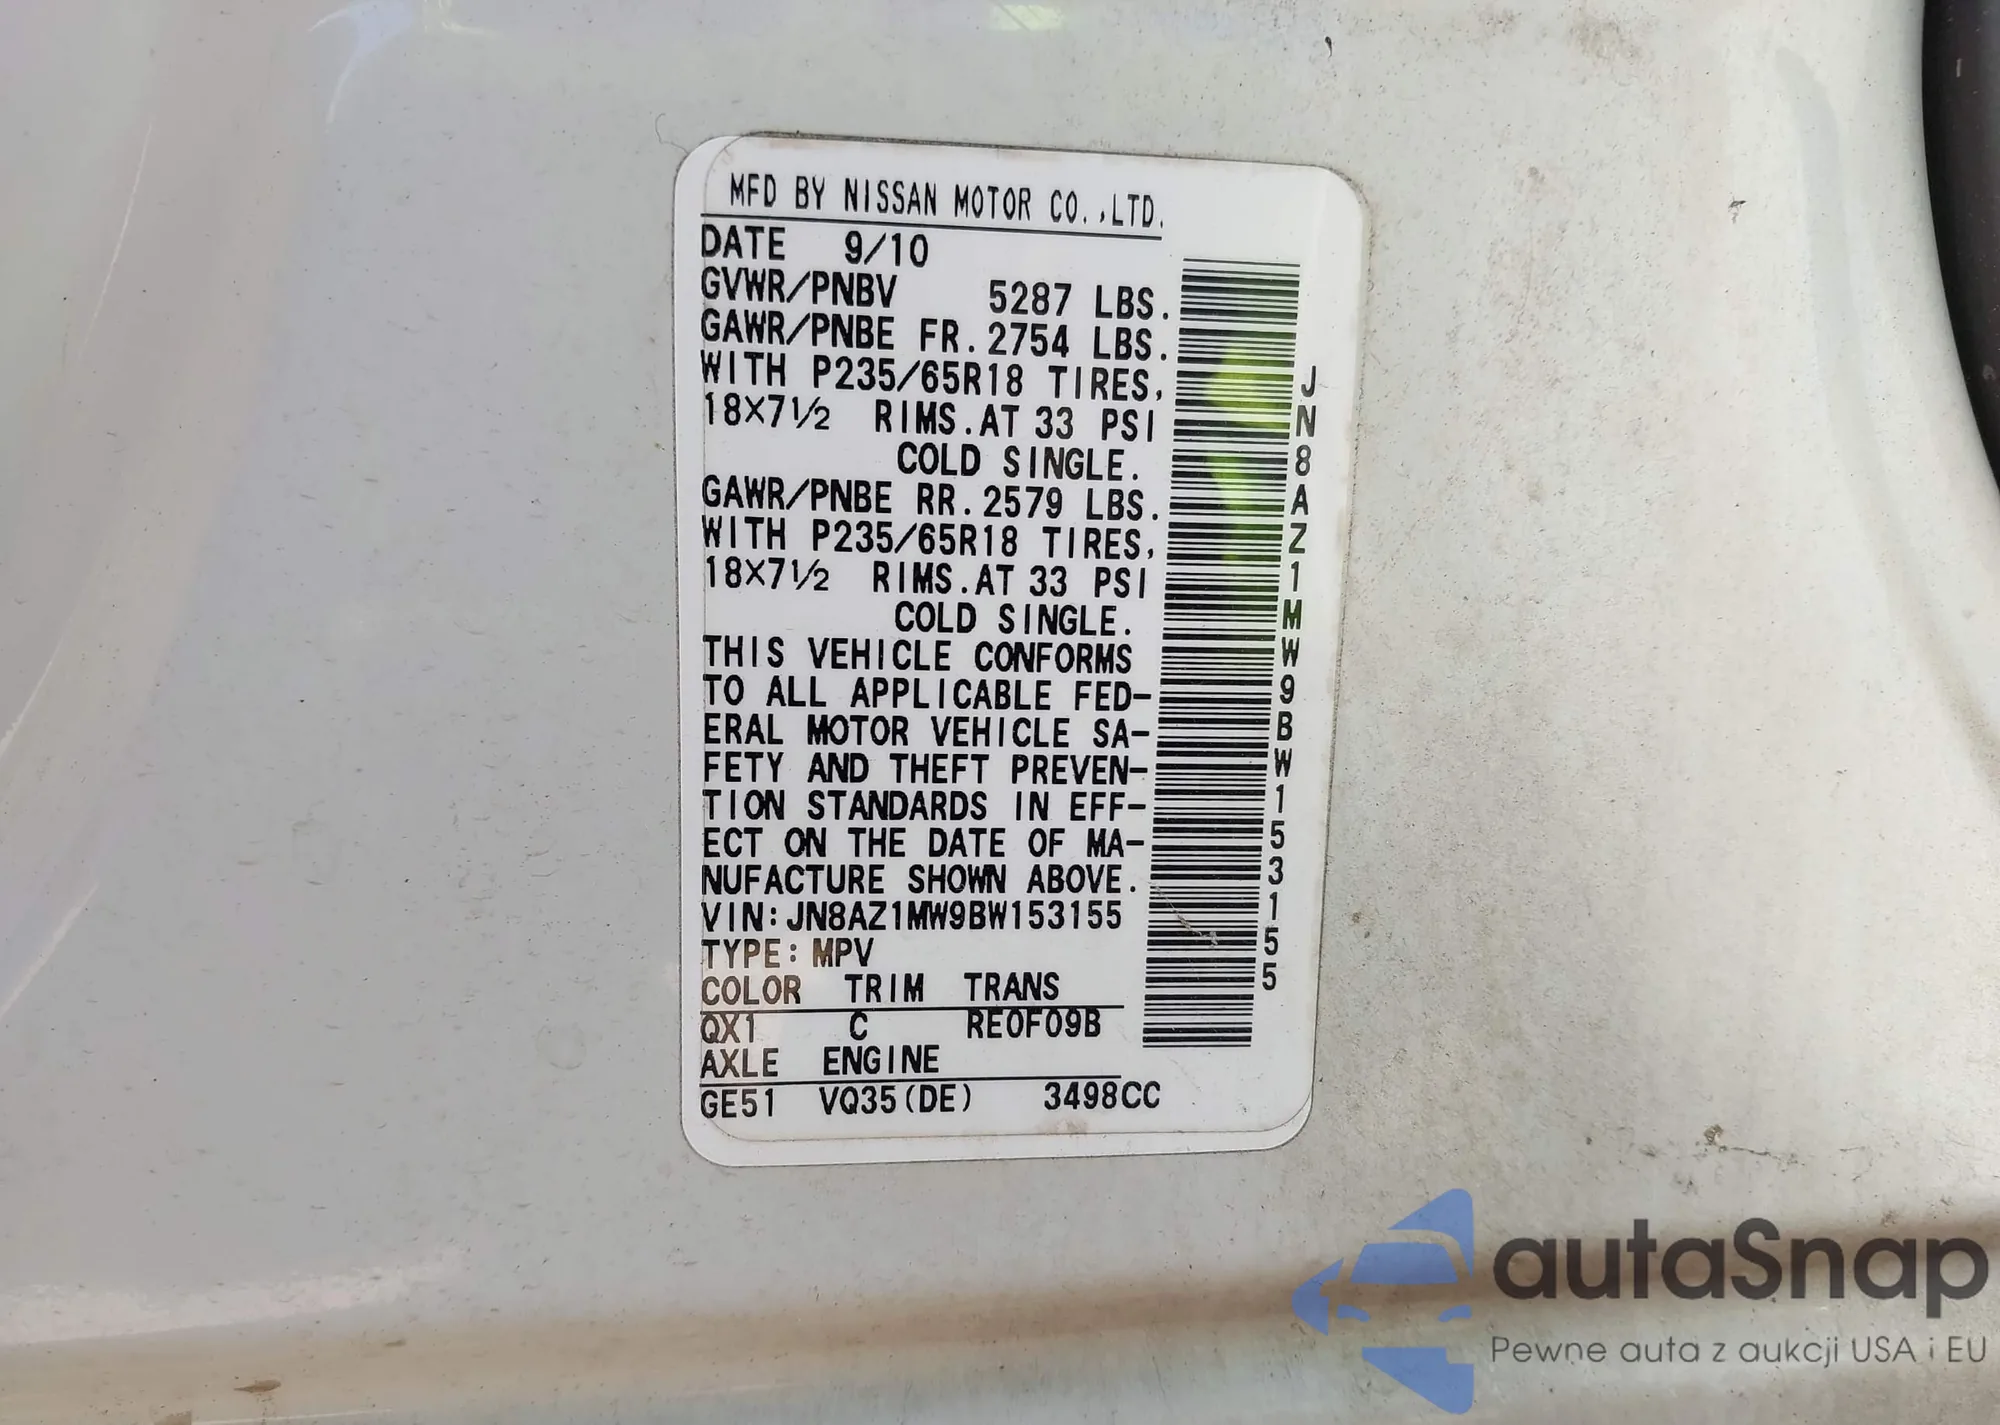 MFD BY NISSAN MOTOR CO.,LTD.
DATE 9/10
GVWR/PNBV 5287 LBS.
GAWR/PNBE FR. 2754 LBS.
WITH P235/65R18 TIRES,
18×7½ RIMS. AT 33 PSI
COLD SINGLE.
GAWR/PNBE RR. 2579 LBS.
WITH P235/65R18 TIRES,
18×7½ RIMS. AT 33 PSI
COLD SINGLE.
THIS VEHICLE CONFORMS
TO ALL APPLICABLE FED-
ERAL MOTOR VEHICLE SA-
FETY AND THEFT PREVEN-
TION STANDARDS IN EFF-
ECT ON THE DATE OF MA-
NUFACTURE SHOWN ABOVE.
VIN: JN8AZ1MW9BW153155
TYPE: MPV
COLOR TRIM TRANS
QX1 C RE0F09B
AXLE ENGINE
GE51 VQ35(DE) 3498CC
JN8AZ1MW9BW153155
autaSnap
Pewne auta z aukcji USA i EU